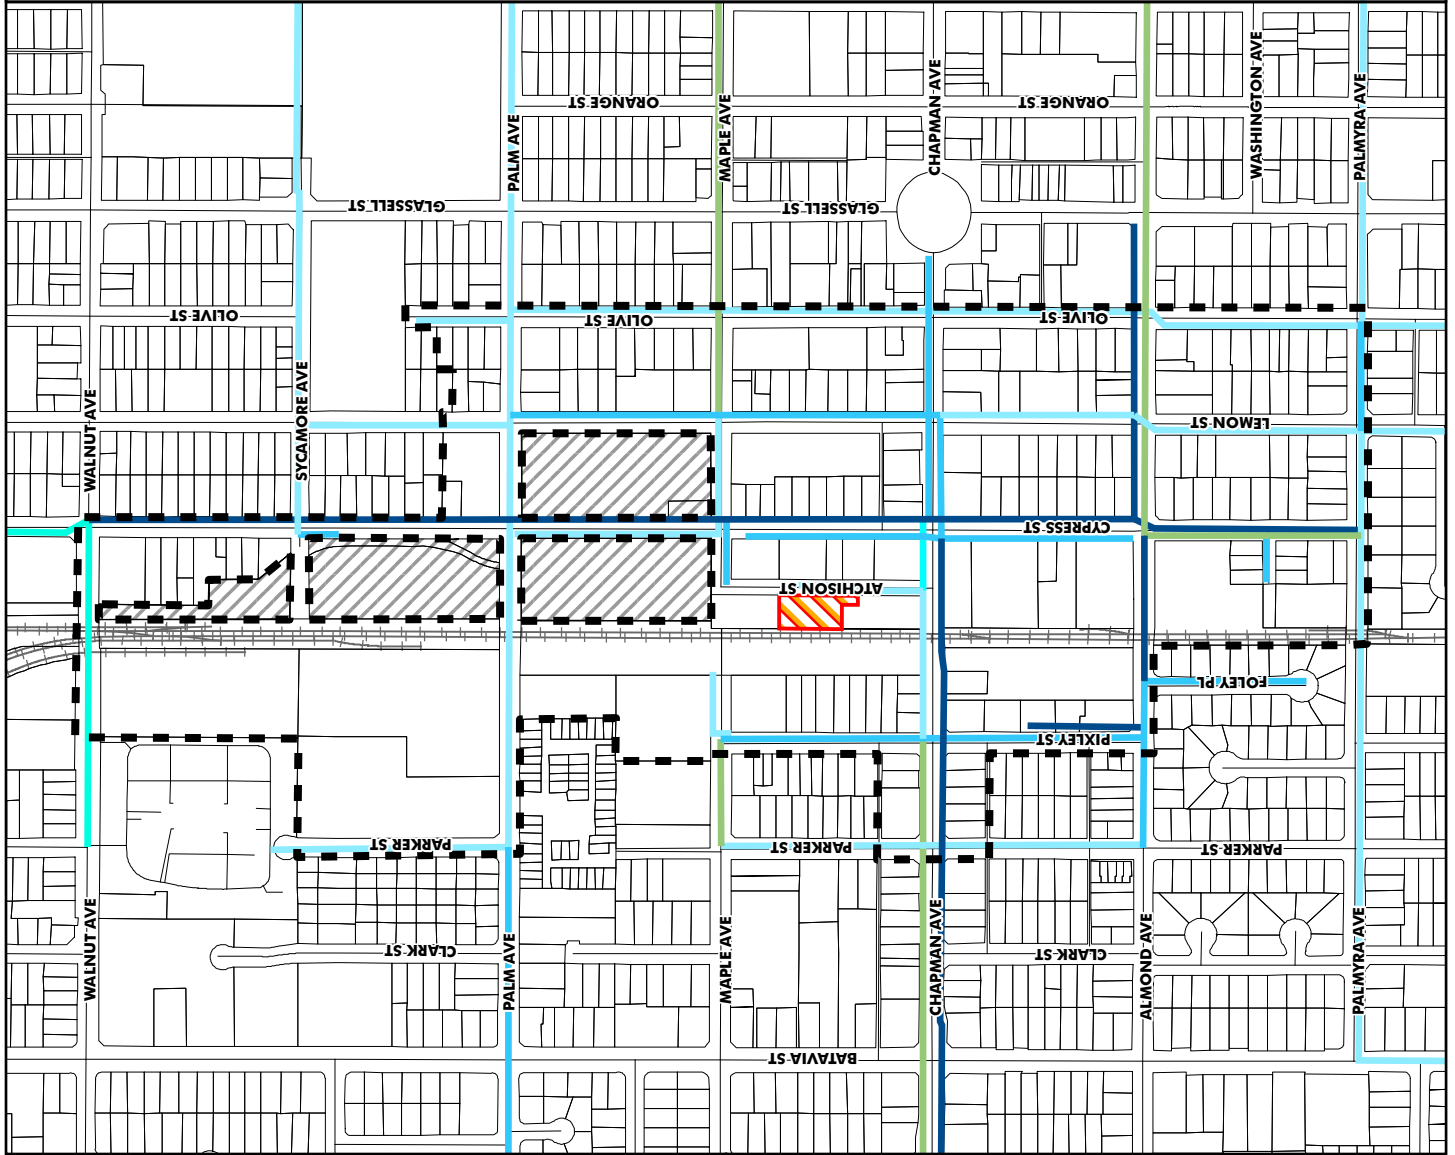 ORANGE ST
ORANGE ST
PALM AVE
MAPLE AVE
CHAPMAN AVE
WASHINGTON AVE
PALMYRA AVE
GLASSELL ST
GLASSELL ST
OLIVE ST
OLIVE ST
OLIVE ST
WALNUT AVE
SYCAMORE AVE
LEMON ST
CYPRESS ST
ATCHISON ST
FOLEY PL
PIXLEY ST
PARKER ST
PARKER ST
PARKER ST
WALNUT AVE
PALM AVE
MAPLE AVE
CHAPMAN AVE
ALMOND AVE
PALMYRA AVE
CLARK ST
CLARK ST
BATAVIA ST